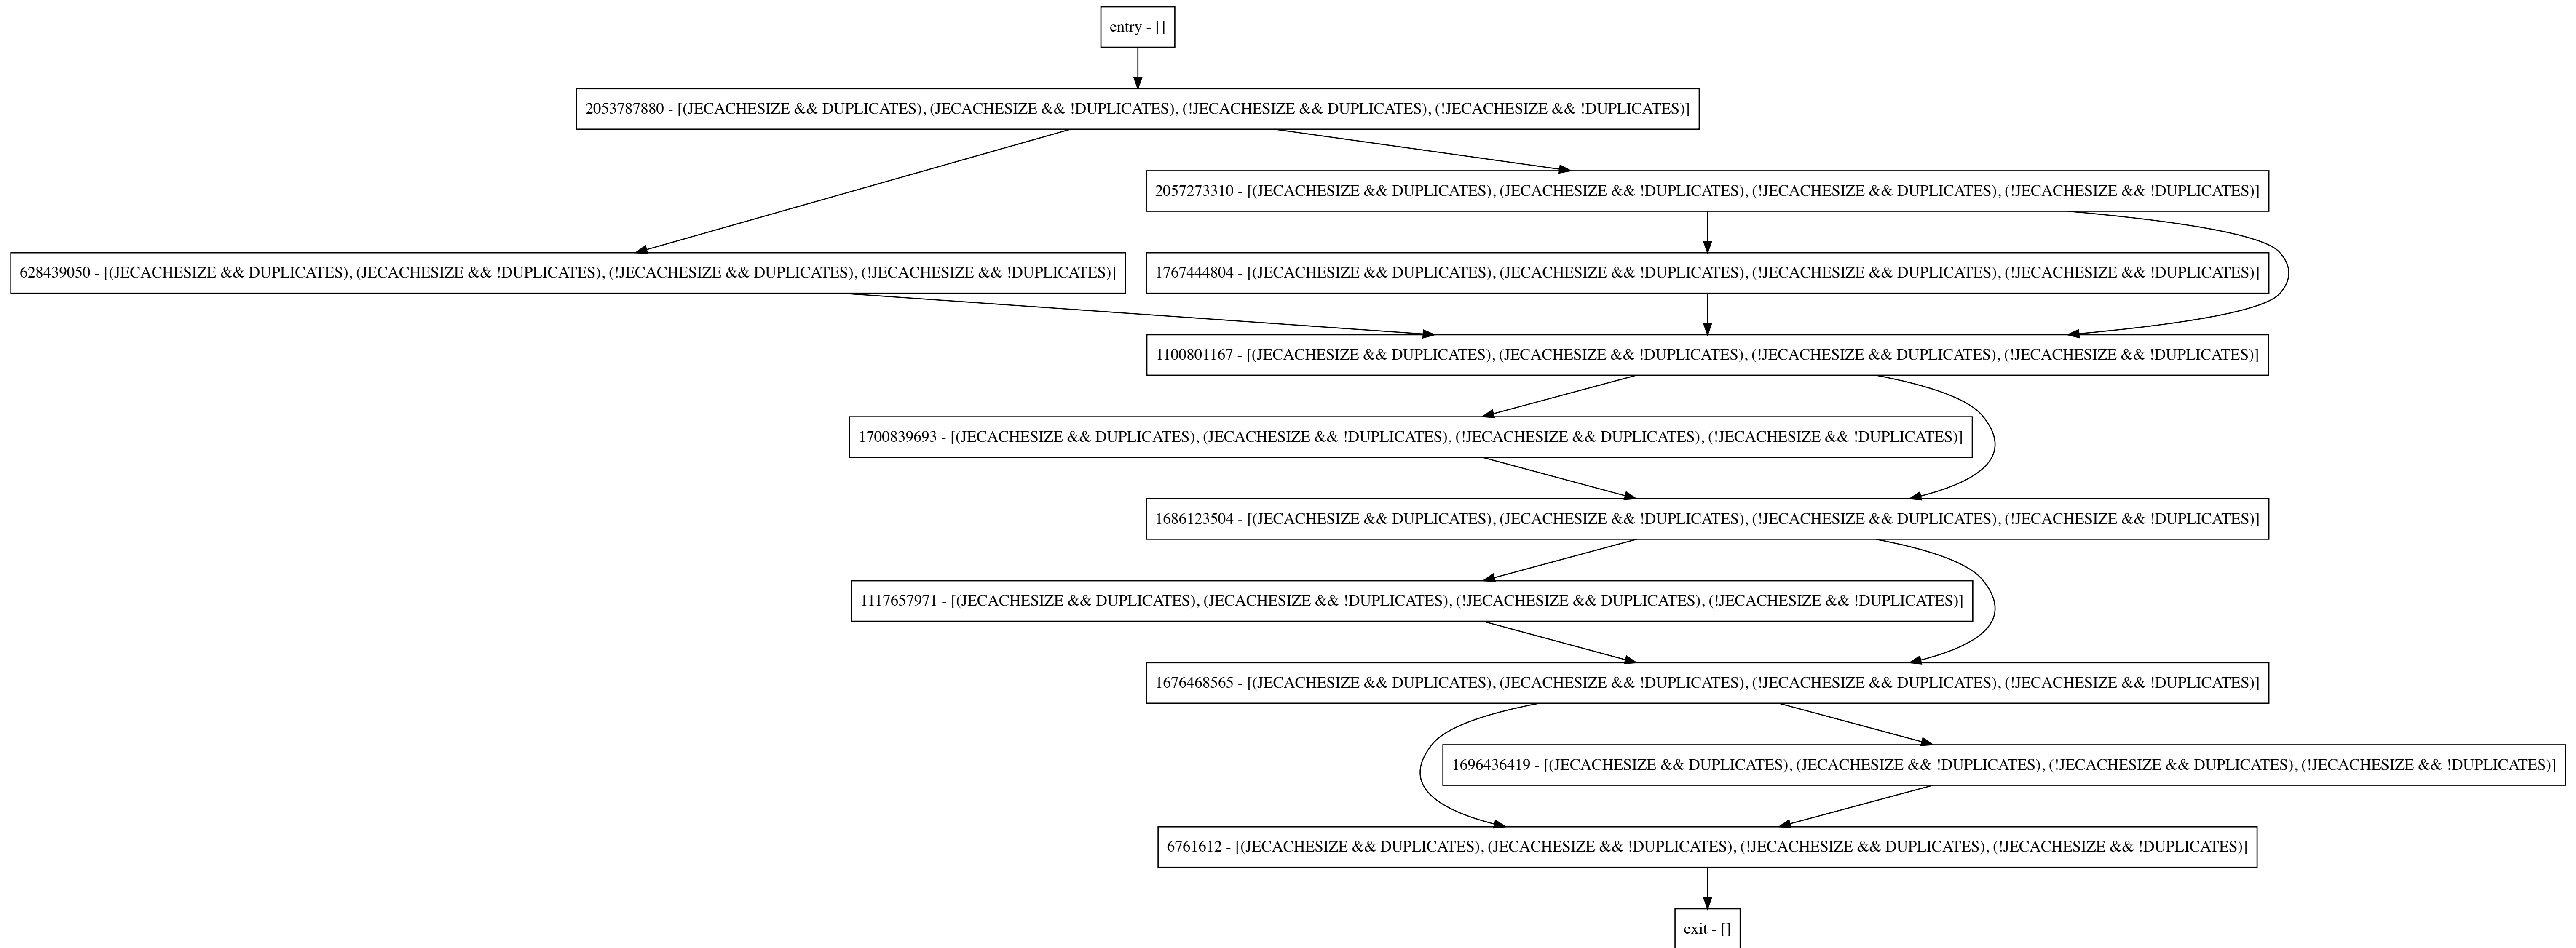 entry - []
2053787880 - [(JECACHESIZE && DUPLICATES), (JECACHESIZE && !DUPLICATES), (!JECACHESIZE && DUPLICATES), (!JECACHESIZE && !DUPLICATES)]
2057273310 - [(JECACHESIZE && DUPLICATES), (JECACHESIZE && !DUPLICATES), (!JECACHESIZE && DUPLICATES), (!JECACHESIZE && !DUPLICATES)]
628439050 - [(JECACHESIZE && DUPLICATES), (JECACHESIZE && !DUPLICATES), (!JECACHESIZE && DUPLICATES), (!JECACHESIZE && !DUPLICATES)]
1767444804 - [(JECACHESIZE && DUPLICATES), (JECACHESIZE && !DUPLICATES), (!JECACHESIZE && DUPLICATES), (!JECACHESIZE && !DUPLICATES)]
1100801167 - [(JECACHESIZE && DUPLICATES), (JECACHESIZE && !DUPLICATES), (!JECACHESIZE && DUPLICATES), (!JECACHESIZE && !DUPLICATES)]
1700839693 - [(JECACHESIZE && DUPLICATES), (JECACHESIZE && !DUPLICATES), (!JECACHESIZE && DUPLICATES), (!JECACHESIZE && !DUPLICATES)]
1686123504 - [(JECACHESIZE && DUPLICATES), (JECACHESIZE && !DUPLICATES), (!JECACHESIZE && DUPLICATES), (!JECACHESIZE && !DUPLICATES)]
1117657971 - [(JECACHESIZE && DUPLICATES), (JECACHESIZE && !DUPLICATES), (!JECACHESIZE && DUPLICATES), (!JECACHESIZE && !DUPLICATES)]
1676468565 - [(JECACHESIZE && DUPLICATES), (JECACHESIZE && !DUPLICATES), (!JECACHESIZE && DUPLICATES), (!JECACHESIZE && !DUPLICATES)]
1696436419 - [(JECACHESIZE && DUPLICATES), (JECACHESIZE && !DUPLICATES), (!JECACHESIZE && DUPLICATES), (!JECACHESIZE && !DUPLICATES)]
6761612 - [(JECACHESIZE && DUPLICATES), (JECACHESIZE && !DUPLICATES), (!JECACHESIZE && DUPLICATES), (!JECACHESIZE && !DUPLICATES)]
exit - []